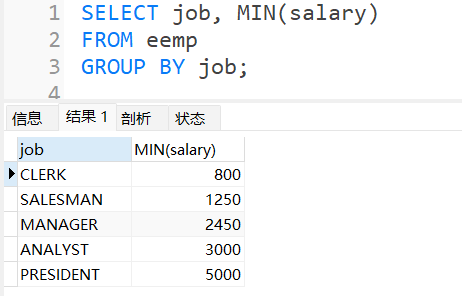 1 SELECT job, MIN(salary)
2 FROM eemp
3 GROUP BY job;
4
信息 结果 1 剖析 状态
job MIN(salary)
CLERK 800
SALESMAN 1250
MANAGER 2450
ANALYST 3000
PRESIDENT 5000